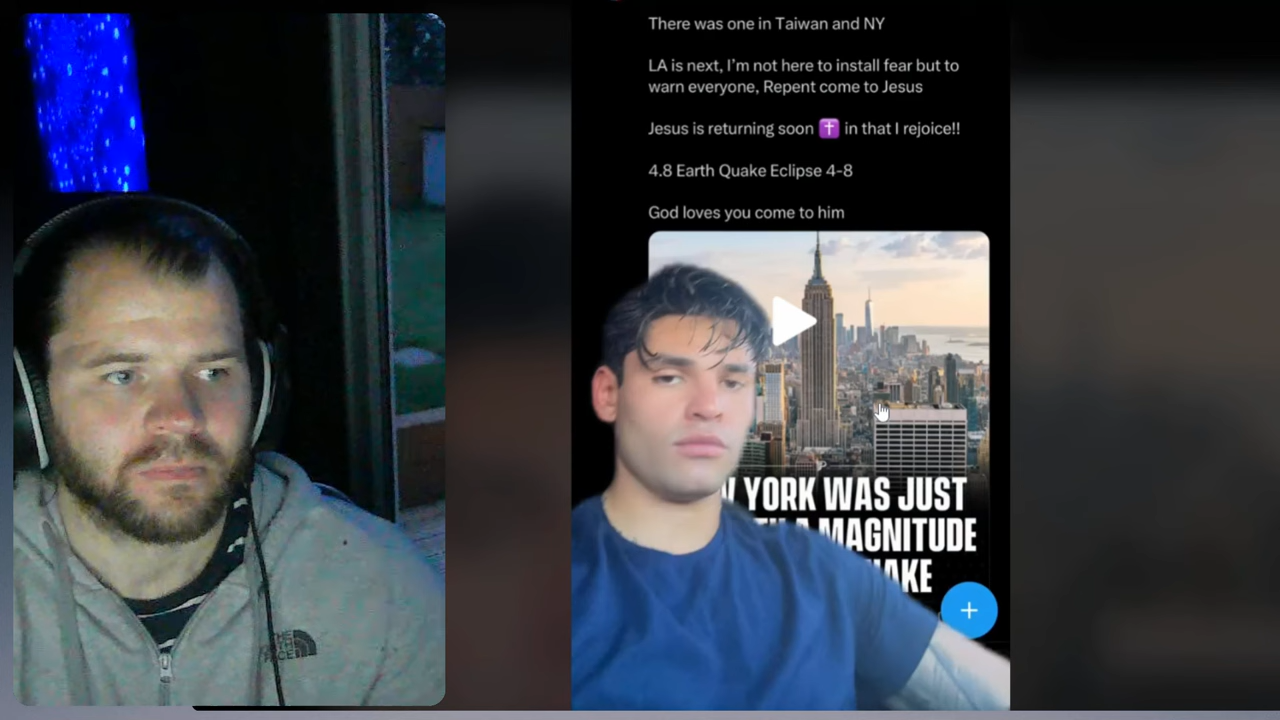 There was one in Taiwan and NY
LA is next, I'm not here to install fear but to
warn everyone, Repent come to Jesus
Jesus is returning soon ✝️ in that I rejoice!!
4.8 Earth Quake Eclipse 4-8
God loves you come to him
YORK WAS JUST
A MAGNITUDE
THE NORTH FACE